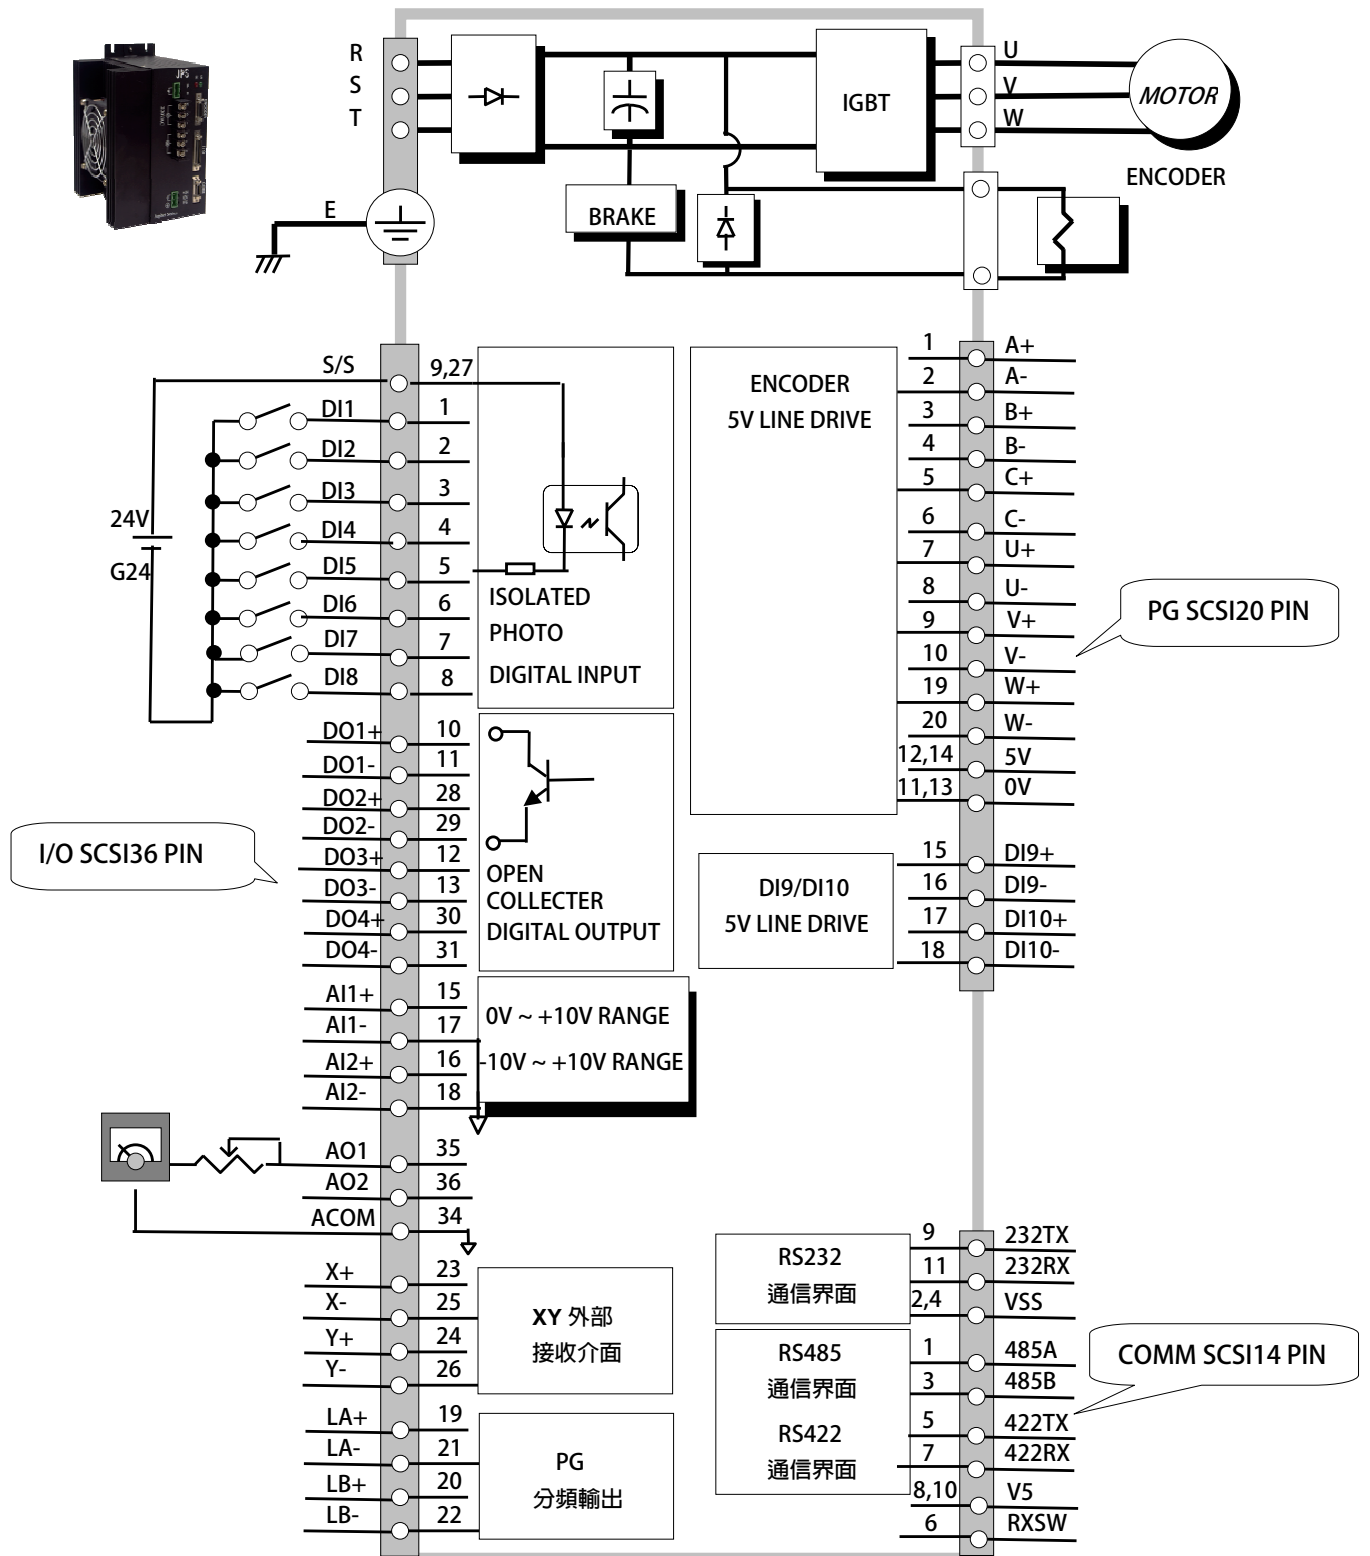 JPS
R
S
T
E
IGBT
BRAKE
U
V
W
MOTOR
ENCODER
24V
G24
S/S 9,27
DI1 1
DI2 2
DI3 3
DI4 4
DI5 5
DI6 6
DI7 7
DI8 8
ISOLATED
PHOTO
DIGITAL INPUT
DO1+ 10
DO1- 11
DO2+ 28
DO2- 29
DO3+ 12
DO3- 13
DO4+ 30
DO4- 31
OPEN
COLLECTER
DIGITAL OUTPUT
I/O SCSI36 PIN
AI1+ 15
AI1- 17
AI2+ 16
AI2- 18
0V ~ +10V RANGE
-10V ~ +10V RANGE
AO1 35
AO2 36
ACOM 34
X+ 23
X- 25
Y+ 24
Y- 26
XY 外部
接收介面
LA+ 19
LA- 21
LB+ 20
LB- 22
PG
分頻輸出
ENCODER
5V LINE DRIVE
1 A+
2 A-
3 B+
4 B-
5 C+
6 C-
7 U+
8 U-
9 V+
10 V-
19 W+
20 W-
12,14 5V
11,13 0V
PG SCSI20 PIN
DI9/DI10
5V LINE DRIVE
15 DI9+
16 DI9-
17 DI10+
18 DI10-
RS232
通信界面
9 232TX
11 232RX
2,4 VSS
RS485
通信界面
RS422
通信界面
1 485A
3 485B
5 422TX
7 422RX
8,10 V5
6 RXSW
COMM SCSI14 PIN